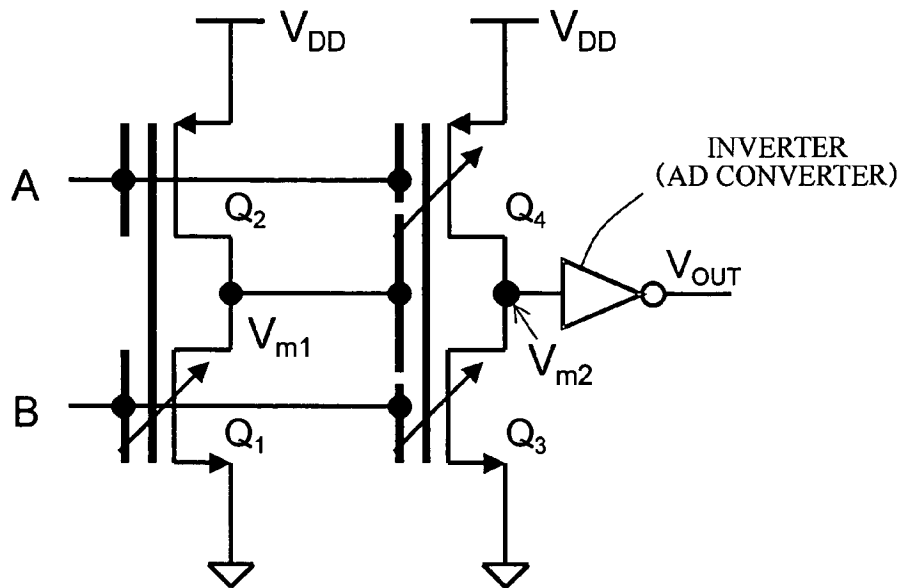 V_DD
V_DD
INVERTER
(AD CONVERTER)
A
Q_2
Q_4
V_OUT
V_m1
V_m2
B
Q_1
Q_3